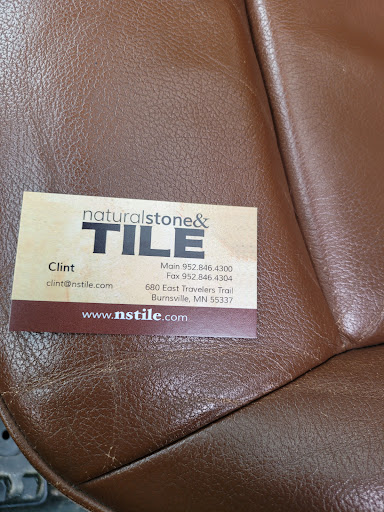 naturalstone&
TILE
Clint
clint@nstile.com
Main 952.846.4300
Fax 952.846.4304
680 East Travelers Trail
Burnsville, MN 55337
www.nstile.com